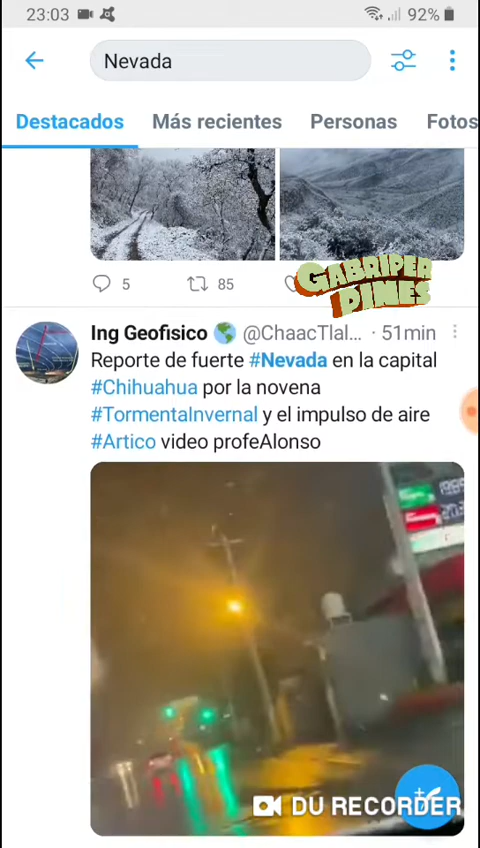 23:03
92%
Nevada
Destacados
Más recientes
Personas
Fotos
5
85
GABRIPER
PINES
Ing Geofisico @ChaacTlal... · 51min
Reporte de fuerte #Nevada en la capital
#Chihuahua por la novena
#TormentaInvernal y el impulso de aire
#Artico video profeAlonso
DU RECORDER